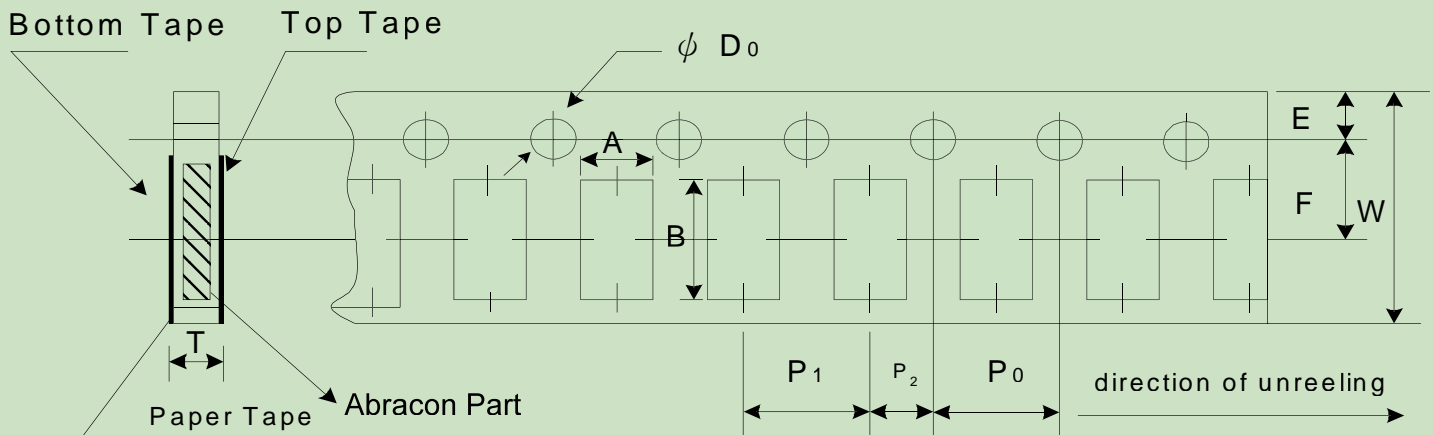 Bottom Tape
Top Tape
ϕ D0
A
E
B
F
W
T
P1
P2
P0
direction of unreeling
Paper Tape
Abracon Part